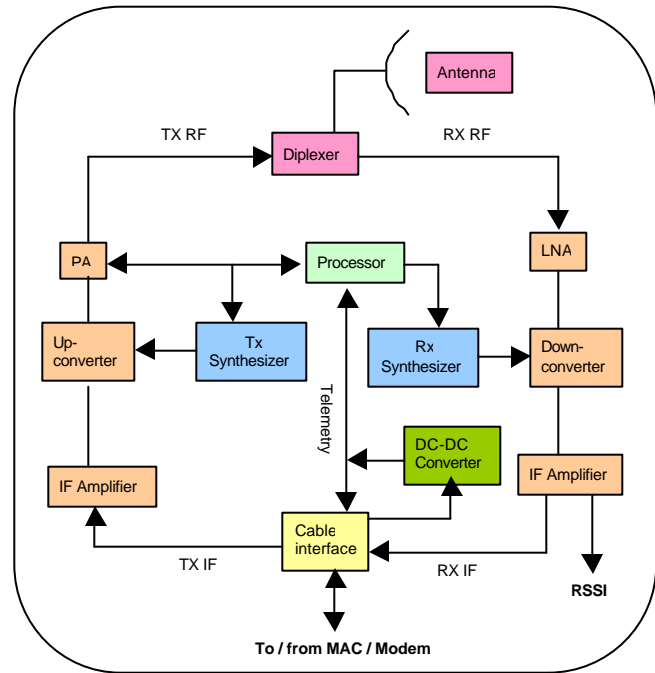 Antenna
TX RF
RX RF
Diplexer
PA
Processor
LNA
Up-
converter
Tx
Synthesizer
Rx
Synthesizer
Down-
converter
Telemetry
DC-DC
Converter
IF Amplifier
IF Amplifier
Cable
interface
TX IF
RX IF
RSSI
To / from MAC / Modem